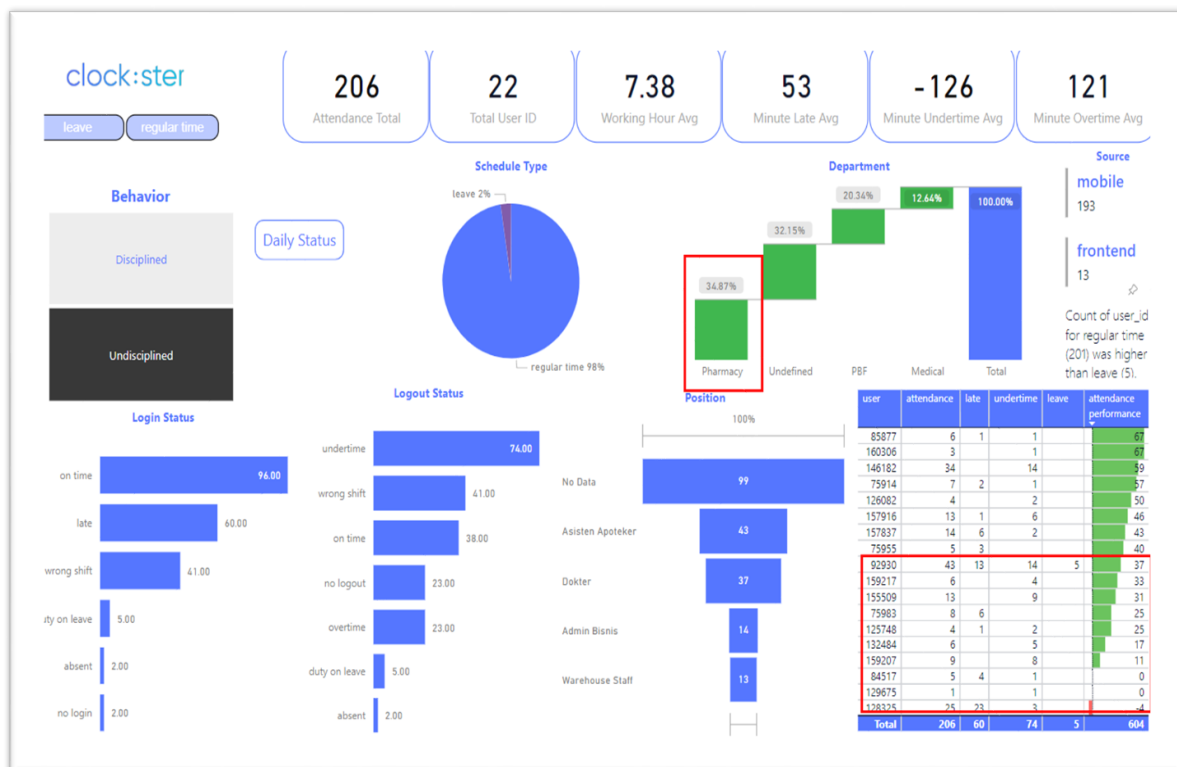 clock:ster
leave
regular time
206
Attendance Total
22
Total User ID
7.38
Working Hour Avg
53
Minute Late Avg
-126
Minute Undertime Avg
121
Minute Overtime Avg
Behavior
Disciplined
Undisciplined
Daily Status
Schedule Type
leave 2%
regular time 98%
Department
34.87%
32.15%
20.34%
12.64%
100.00%
Pharmacy
Undefined
PBF
Medical
Total
Source
mobile
193
frontend
13
Count of user_id
for regular time
(201) was higher
than leave (5).
Login Status
on time 96.00
late 60.00
wrong shift 41.00
uty on leave 5.00
absent 2.00
no login 2.00
Logout Status
undertime 74.00
wrong shift 41.00
on time 38.00
no logout 23.00
overtime 23.00
duty on leave 5.00
absent 2.00
Position
100%
No Data 99
Asisten Apoteker 43
Dokter 37
Admin Bisnis 14
Warehouse Staff 13
user attendance late undertime leave attendance
performance
85877 6 1 1 67
160306 3 1 67
146182 34 14 59
75914 7 2 1 57
126082 4 2 50
157916 13 1 6 46
157837 14 6 2 43
75955 5 3 40
92930 43 13 14 5 37
159217 6 4 33
155509 13 9 31
75983 8 6 25
125748 4 1 2 25
132484 6 5 17
159207 9 8 11
84517 5 4 1 0
129675 1 1 0
128325 25 23 3 -4
Total 206 60 74 5 604